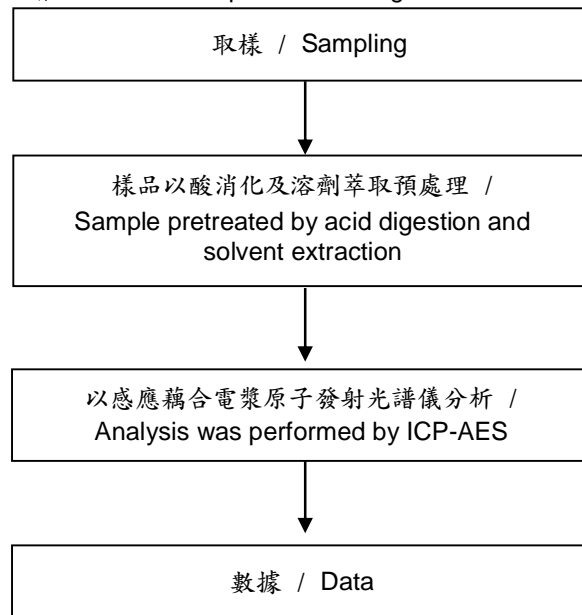 取樣 / Sampling
樣品以酸消化及溶劑萃取預處理 /
Sample pretreated by acid digestion and
solvent extraction
以感應藕合電漿原子發射光譜儀分析 /
Analysis was performed by ICP-AES
數據 / Data